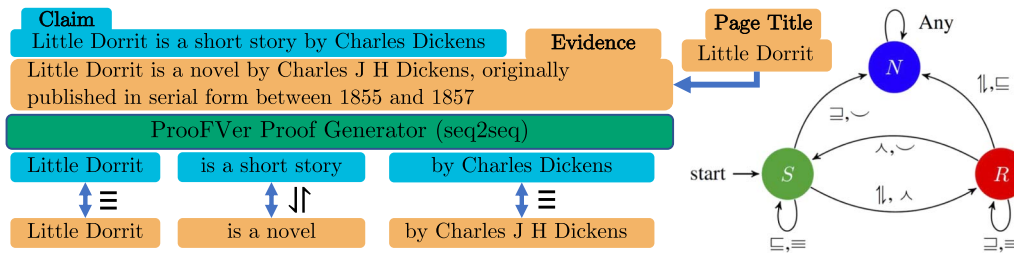 Claim
Little Dorrit is a short story by Charles Dickens
Evidence
Page Title
Little Dorrit
Little Dorrit is a novel by Charles J H Dickens, originally
published in serial form between 1855 and 1857
ProoFVer Proof Generator (seq2seq)
Little Dorrit
is a short story
by Charles Dickens
≡
⥮
≡
Little Dorrit
is a novel
by Charles J H Dickens
Any
N
⥮,⊑
⊒,⌣
⋏,⌣
start
S
R
⥮, ⋏
⊑,≡
⊒,≡